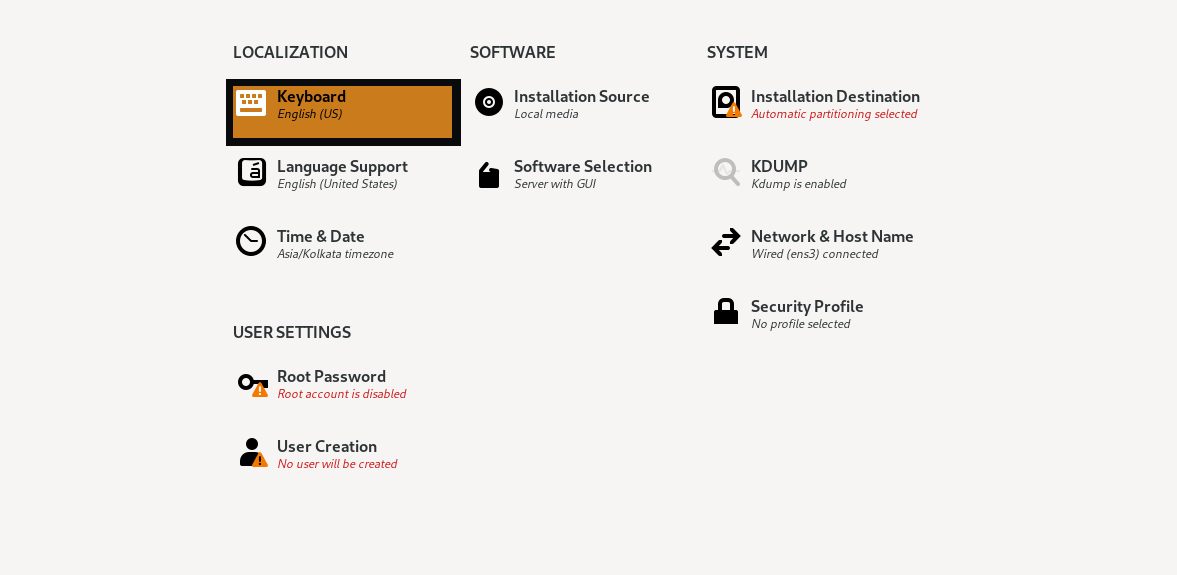 LOCALIZATION
Keyboard
English (US)
Language Support
English (United States)
Time & Date
Asia/Kolkata timezone
USER SETTINGS
Root Password
Root account is disabled
User Creation
No user will be created
SOFTWARE
Installation Source
Local media
Software Selection
Server with GUI
SYSTEM
Installation Destination
Automatic partitioning selected
KDUMP
Kdump is enabled
Network & Host Name
Wired (ens3) connected
Security Profile
No profile selected